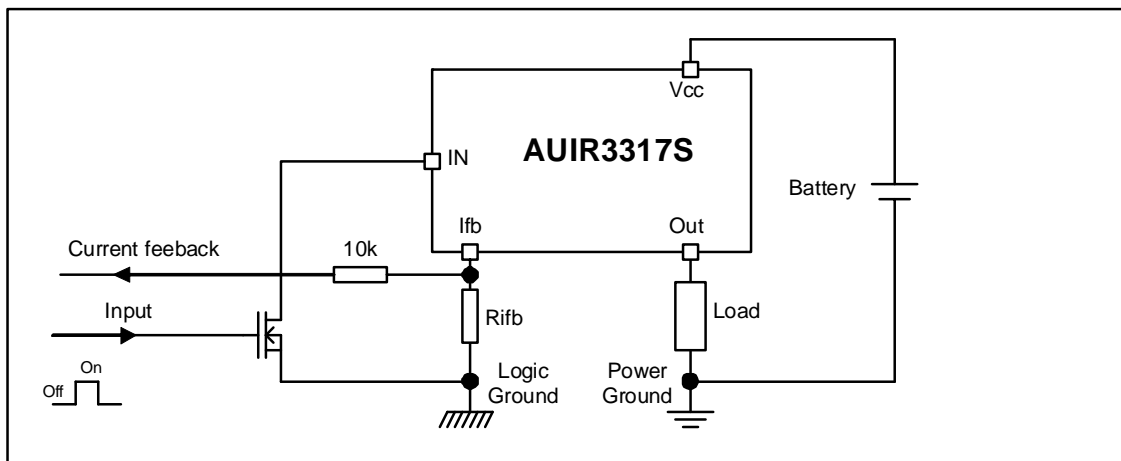 Vcc
AUIR3317S
IN
Battery
Ifb
Out
Current feeback
10k
Input
Rifb
Load
On
Off
Logic
Ground
Power
Ground